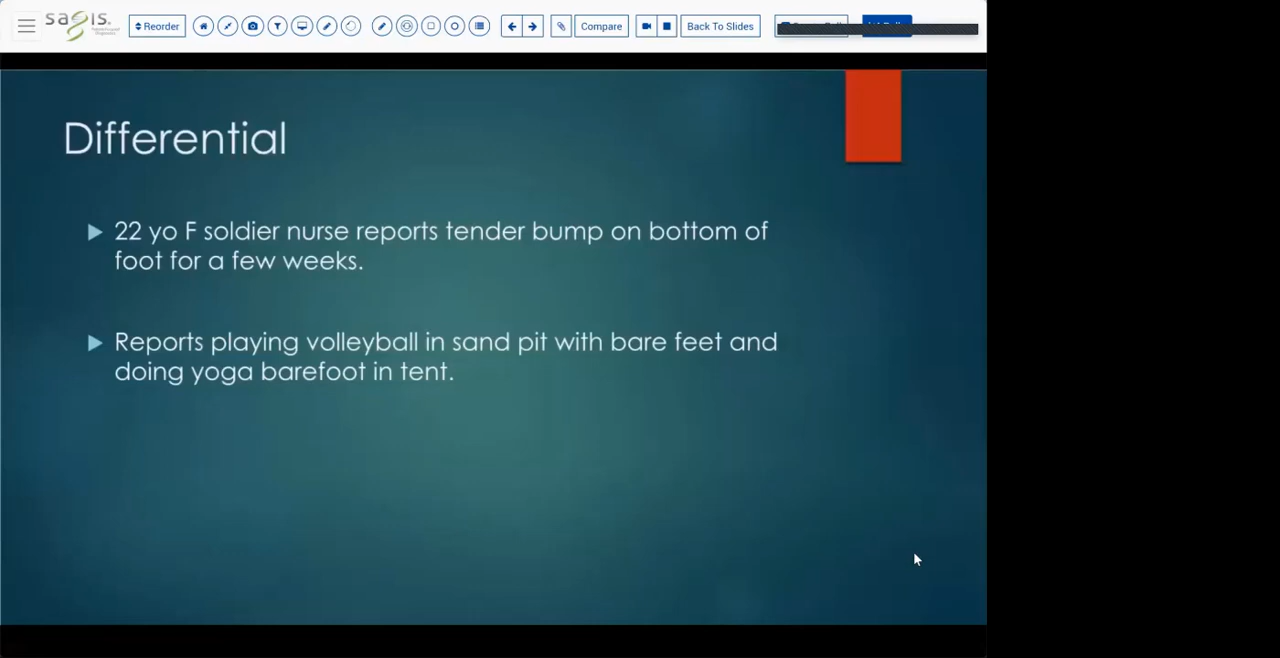 sagis
Reorder
Compare
Back To Slides
Differential
22 yo F soldier nurse reports tender bump on bottom of
foot for a few weeks.
Reports playing volleyball in sand pit with bare feet and
doing yoga barefoot in tent.